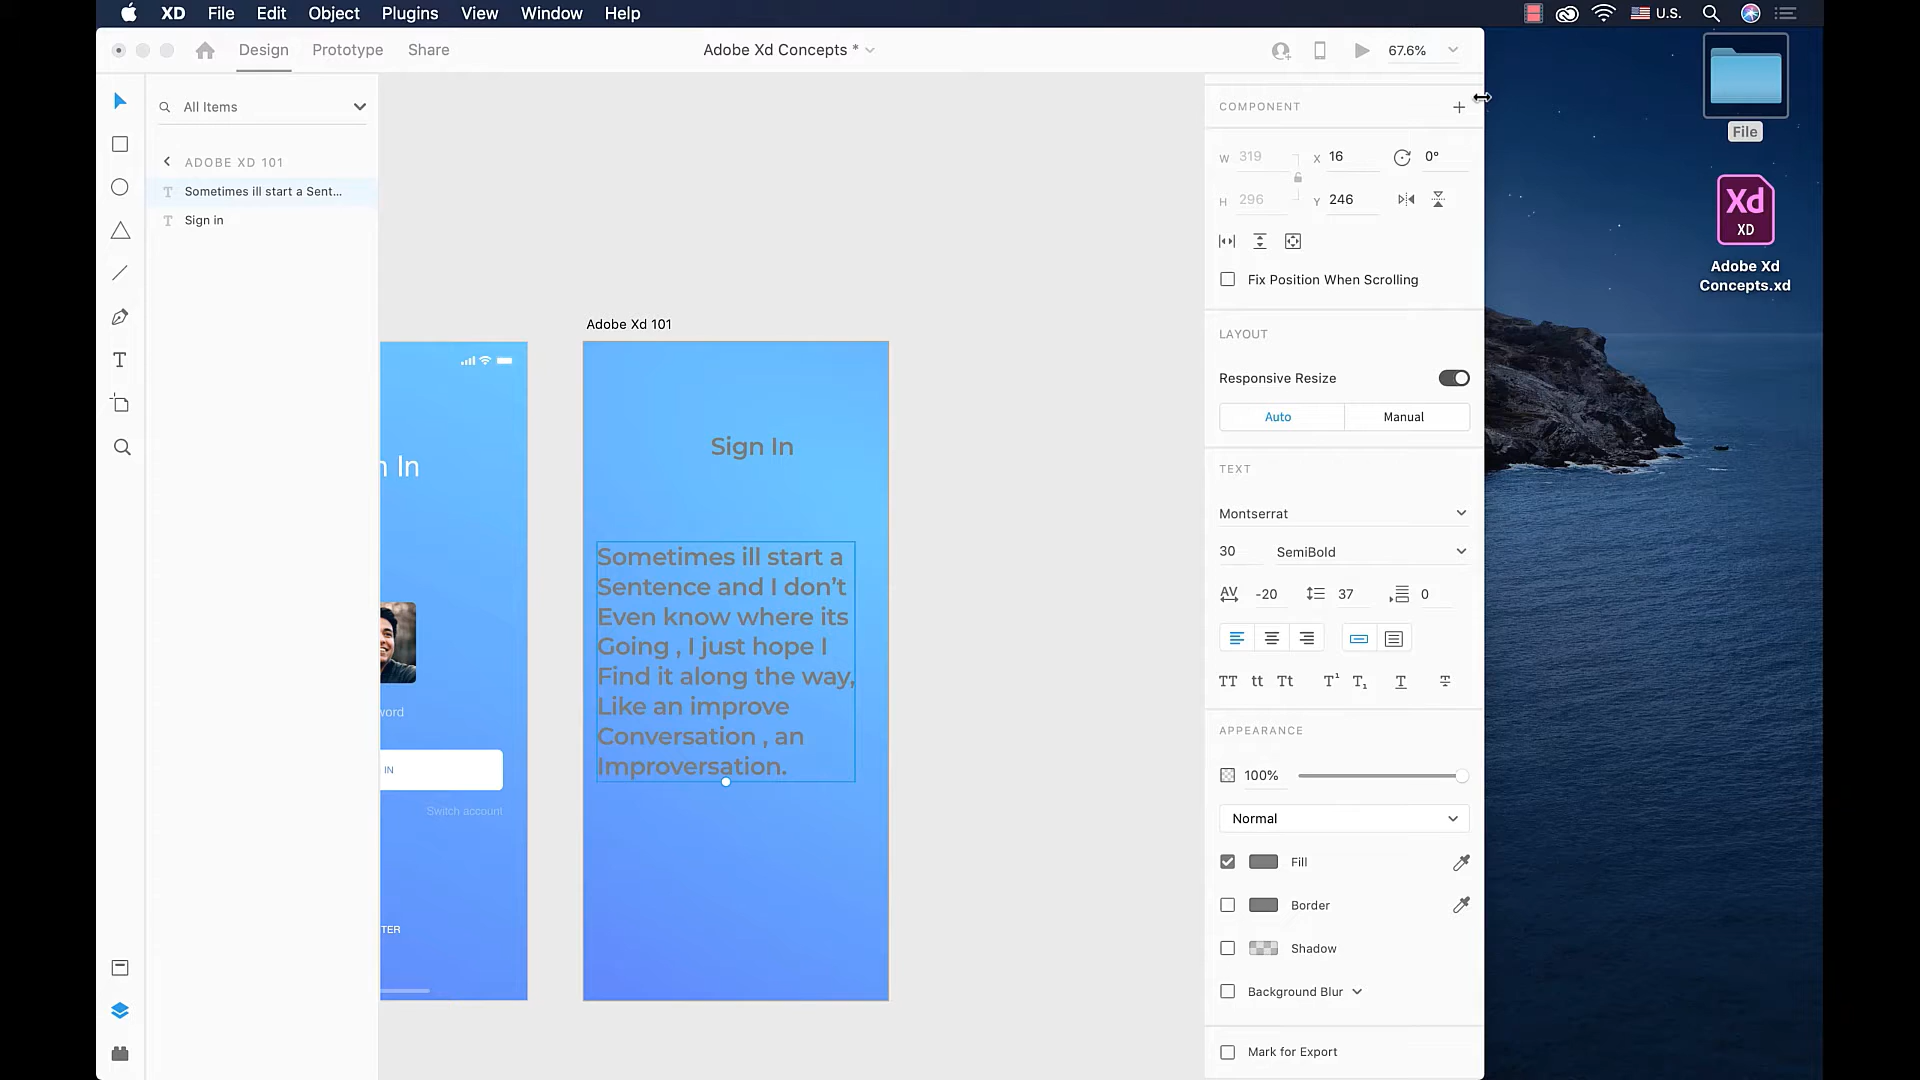 XD File Edit Object Plugins View Window Help
U.S.
Design Prototype Share
Adobe Xd Concepts *
67.6%
All Items
ADOBE XD 101
T Sometimes ill start a Sent...
T Sign in
Adobe Xd 101
n In
word
IN
Switch account
TER
Sign In
Sometimes ill start a
Sentence and I don’t
Even know where its
Going , I just hope I
Find it along the way,
Like an improve
Conversation , an
Improversation.
COMPONENT
W 319 X 16 0°
H 296 Y 246
Fix Position When Scrolling
LAYOUT
Responsive Resize
Auto Manual
TEXT
Montserrat
30 SemiBold
AV -20 37 0
TT tt Tt T1 T1 T T
APPEARANCE
100%
Normal
Fill
Border
Shadow
Background Blur
Mark for Export
File
Xd
XD
Adobe Xd
Concepts.xd